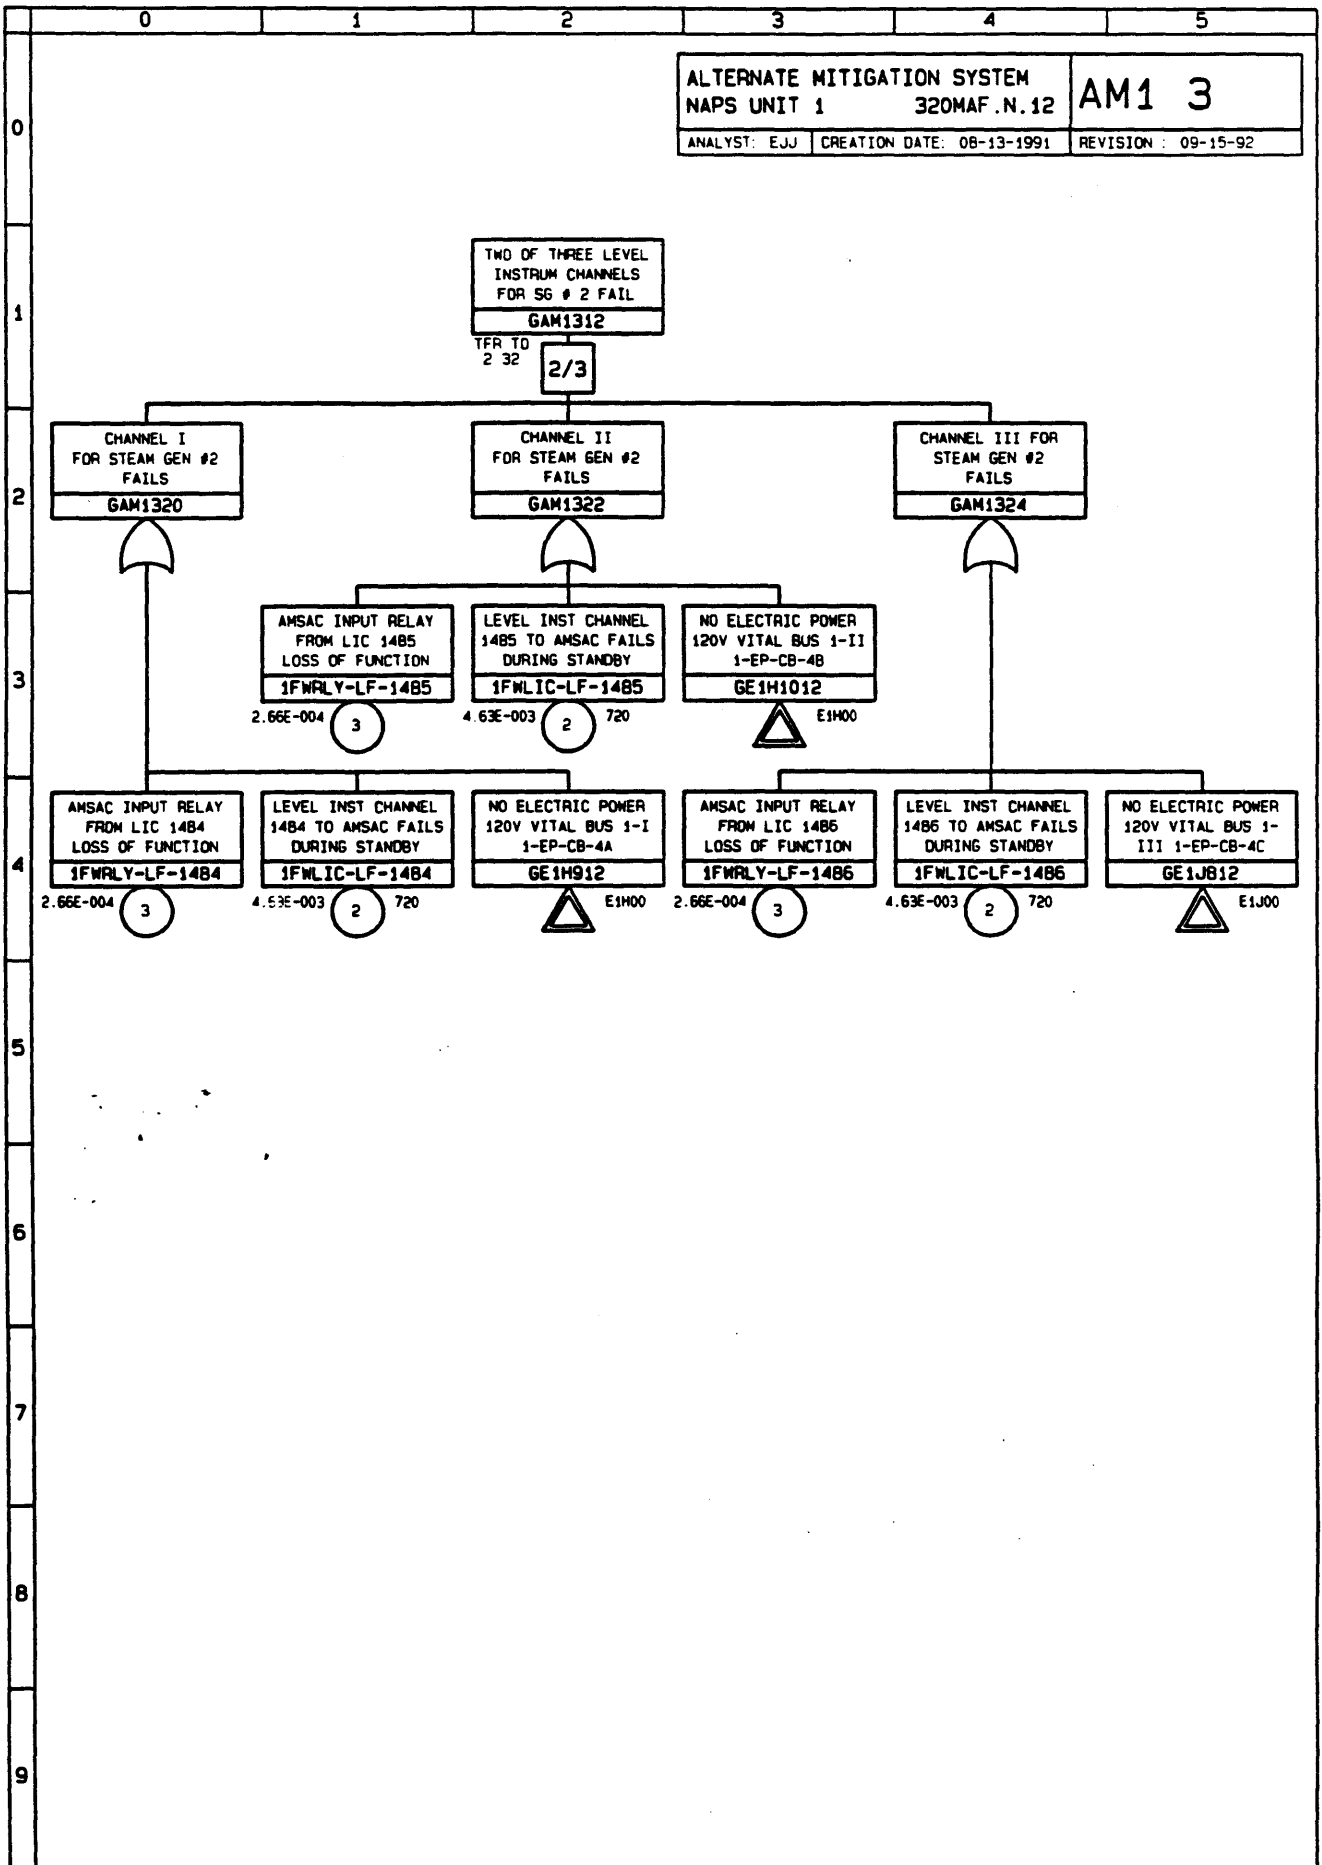 0 1 2 3 4 5
ALTERNATE MITIGATION SYSTEM
NAPS UNIT 1 320MAF.N.12
AM1 3
ANALYST: EJJ CREATION DATE: 08-13-1991 REVISION : 09-15-92
0
TWO OF THREE LEVEL
INSTRUM CHANNELS
FOR SG # 2 FAIL
GAM1312
1
TFR TO
2 32
2/3
CHANNEL I
FOR STEAM GEN #2
FAILS
GAM1320
CHANNEL II
FOR STEAM GEN #2
FAILS
GAM1322
CHANNEL III FOR
STEAM GEN #2
FAILS
GAM1324
2
AMSAC INPUT RELAY
FROM LIC 1485
LOSS OF FUNCTION
1FWRLY-LF-1485
2.66E-004
3
LEVEL INST CHANNEL
1485 TO AMSAC FAILS
DURING STANDBY
1FWLIC-LF-1485
4.63E-003
2
720
NO ELECTRIC POWER
120V VITAL BUS 1-II
1-EP-CB-4B
GE1H1012
E1H00
3
AMSAC INPUT RELAY
FROM LIC 1484
LOSS OF FUNCTION
1FWRLY-LF-1484
2.66E-004
3
LEVEL INST CHANNEL
1484 TO AMSAC FAILS
DURING STANDBY
1FWLIC-LF-1484
4.63E-003
2
720
NO ELECTRIC POWER
120V VITAL BUS 1-I
1-EP-CB-4A
GE1H912
E1H00
AMSAC INPUT RELAY
FROM LIC 1486
LOSS OF FUNCTION
1FWRLY-LF-1486
2.66E-004
3
LEVEL INST CHANNEL
1486 TO AMSAC FAILS
DURING STANDBY
1FWLIC-LF-1486
4.63E-003
2
720
NO ELECTRIC POWER
120V VITAL BUS 1-
III 1-EP-CB-4C
GE1J812
E1J00
4
5
6
7
8
9